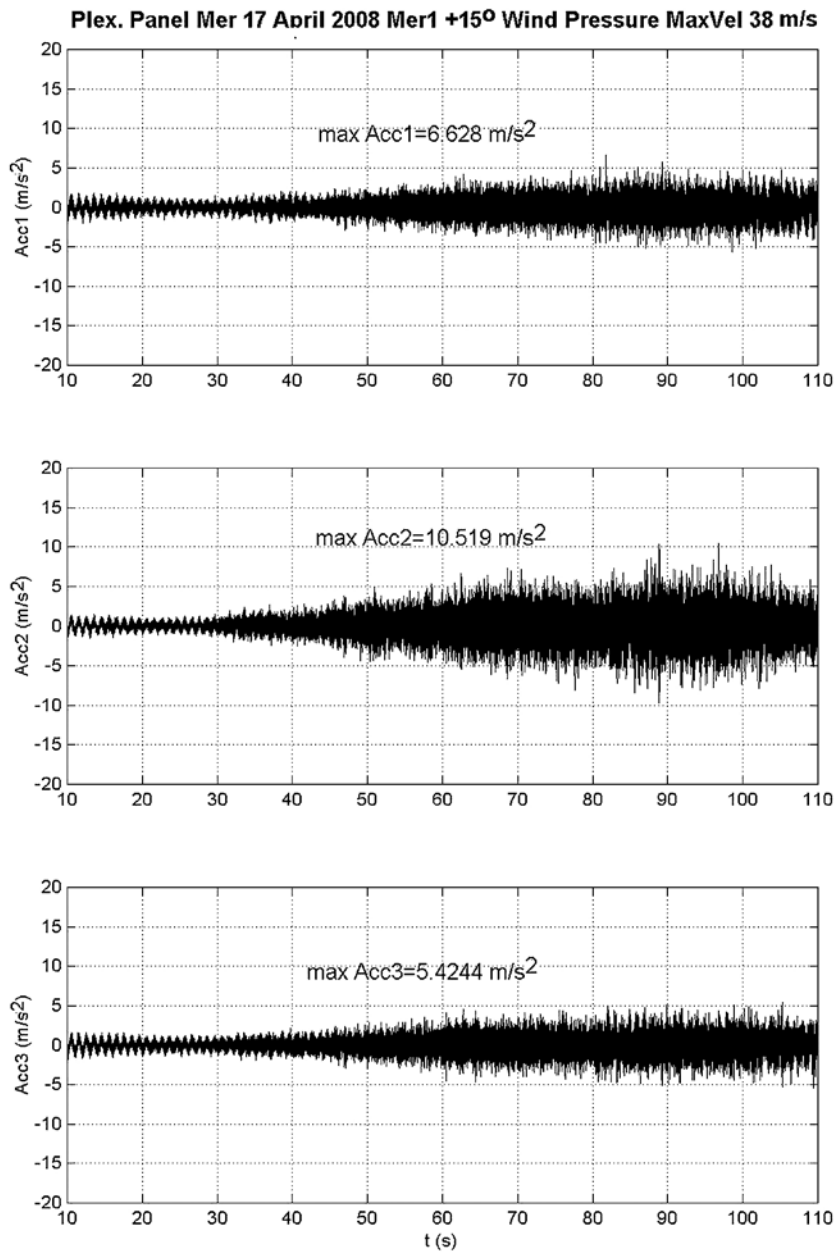 Plex. Panel Mer 17 April 2008 Mer1 +15º Wind Pressure MaxVel 38 m/s
20
15
10
5
0
-5
-10
-15
-20
Acc1 (m/s²)
max Acc1=6.628 m/s²
10 20 30 40 50 60 70 80 90 100 110
20
15
10
5
0
-5
-10
-15
-20
Acc2 (m/s²)
max Acc2=10.519 m/s²
10 20 30 40 50 60 70 80 90 100 110
20
15
10
5
0
-5
-10
-15
-20
Acc3 (m/s²)
max Acc3=5.4244 m/s²
10 20 30 40 50 60 70 80 90 100 110
t (s)